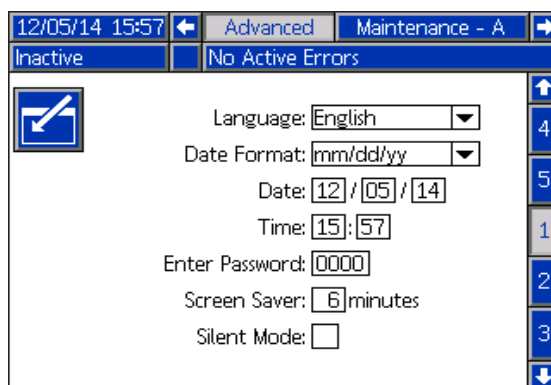 12/05/14 15:57 Advanced Maintenance - A
Inactive No Active Errors
Language: English
Date Format: mm/dd/yy
Date: 12 / 05 / 14
Time: 15 : 57
Enter Password: 0000
Screen Saver: 6 minutes
Silent Mode:
4
5
1
2
3